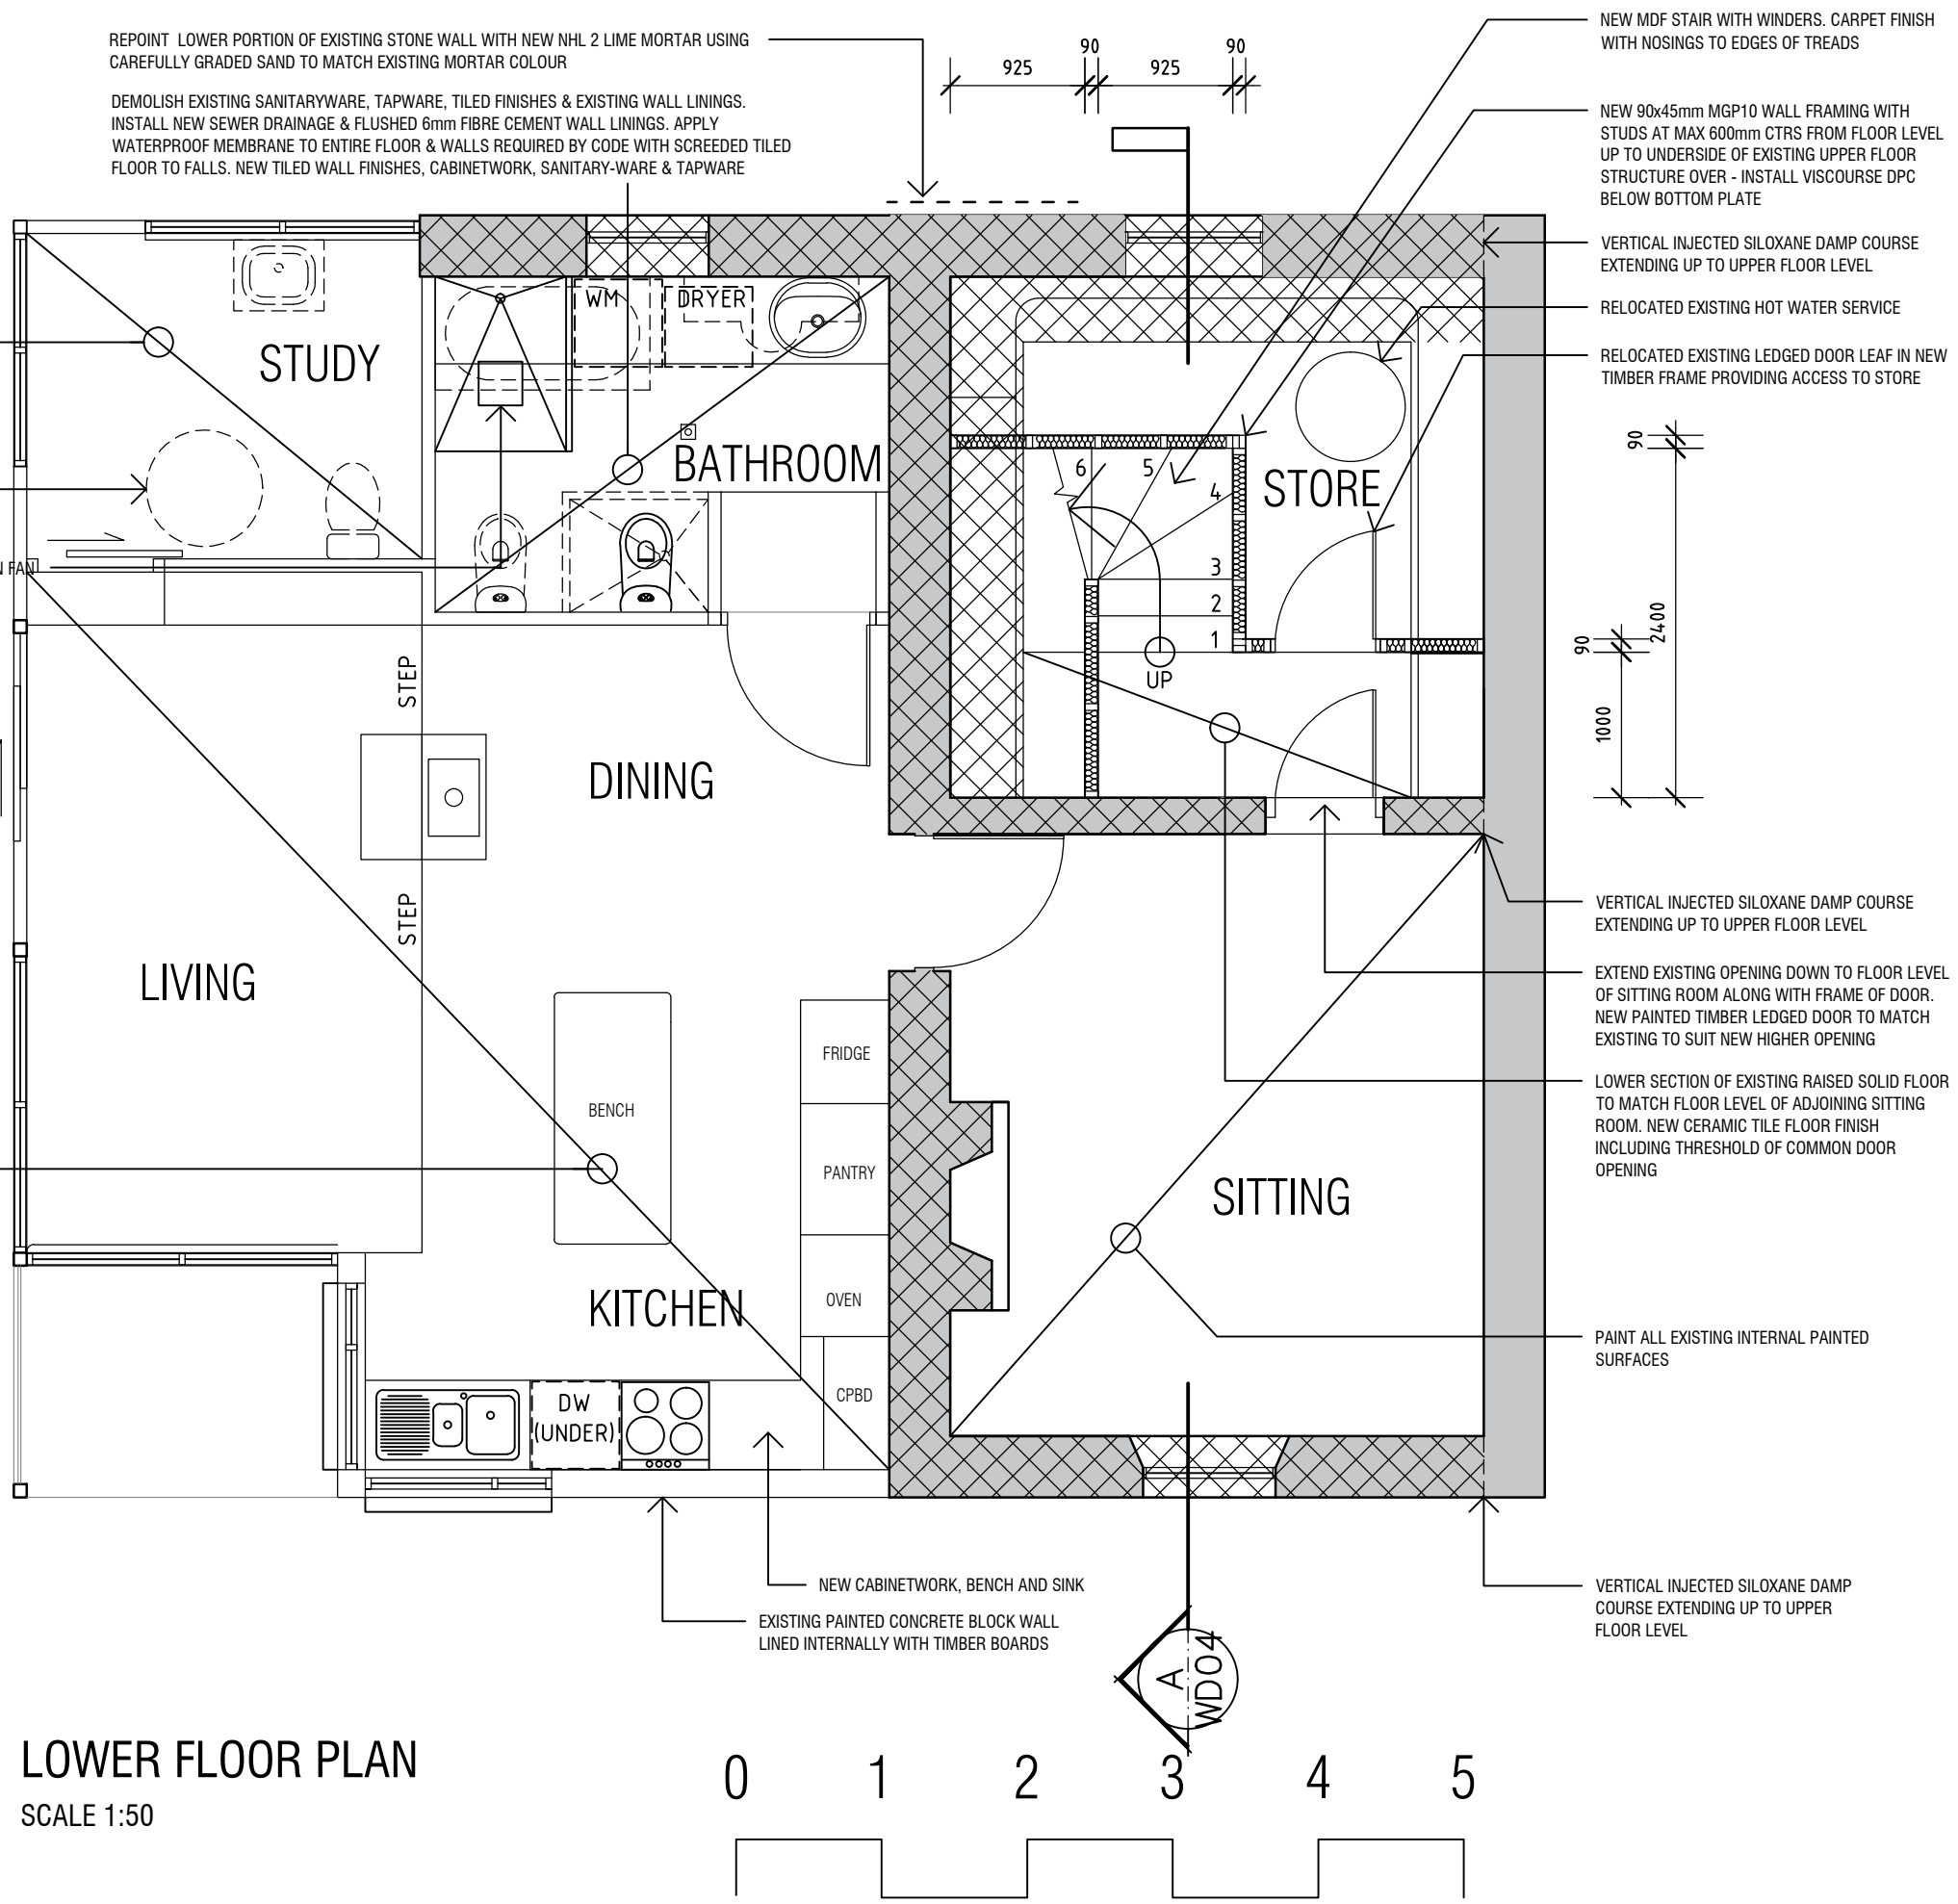 REPOINT LOWER PORTION OF EXISTING STONE WALL WITH NEW NHL 2 LIME MORTAR USING
CAREFULLY GRADED SAND TO MATCH EXISTING MORTAR COLOUR
DEMOLISH EXISTING SANITARYWARE, TAPWARE, TILED FINISHES & EXISTING WALL LININGS.
INSTALL NEW SEWER DRAINAGE & FLUSHED 6mm FIBRE CEMENT WALL LININGS. APPLY
WATERPROOF MEMBRANE TO ENTIRE FLOOR & WALLS REQUIRED BY CODE WITH SCREEDED TILED
FLOOR TO FALLS. NEW TILED WALL FINISHES, CABINETWORK, SANITARY-WARE & TAPWARE
925
90
925
90
NEW MDF STAIR WITH WINDERS. CARPET FINISH
WITH NOSINGS TO EDGES OF TREADS
NEW 90x45mm MGP10 WALL FRAMING WITH
STUDS AT MAX 600mm CTRS FROM FLOOR LEVEL
UP TO UNDERSIDE OF EXISTING UPPER FLOOR
STRUCTURE OVER - INSTALL VISCOURSE DPC
BELOW BOTTOM PLATE
VERTICAL INJECTED SILOXANE DAMP COURSE
EXTENDING UP TO UPPER FLOOR LEVEL
RELOCATED EXISTING HOT WATER SERVICE
RELOCATED EXISTING LEDGED DOOR LEAF IN NEW
TIMBER FRAME PROVIDING ACCESS TO STORE
STUDY
WM
DRYER
BATHROOM
STORE
6
5
4
3
2
1
UP
N FAN
90
2400
90
1000
STEP
DINING
STEP
LIVING
FRIDGE
BENCH
PANTRY
OVEN
KITCHEN
CPBD
DW
(UNDER)
SITTING
VERTICAL INJECTED SILOXANE DAMP COURSE
EXTENDING UP TO UPPER FLOOR LEVEL
EXTEND EXISTING OPENING DOWN TO FLOOR LEVEL
OF SITTING ROOM ALONG WITH FRAME OF DOOR.
NEW PAINTED TIMBER LEDGED DOOR TO MATCH
EXISTING TO SUIT NEW HIGHER OPENING
LOWER SECTION OF EXISTING RAISED SOLID FLOOR
TO MATCH FLOOR LEVEL OF ADJOINING SITTING
ROOM. NEW CERAMIC TILE FLOOR FINISH
INCLUDING THRESHOLD OF COMMON DOOR
OPENING
PAINT ALL EXISTING INTERNAL PAINTED
SURFACES
VERTICAL INJECTED SILOXANE DAMP
COURSE EXTENDING UP TO UPPER
FLOOR LEVEL
NEW CABINETWORK, BENCH AND SINK
EXISTING PAINTED CONCRETE BLOCK WALL
LINED INTERNALLY WITH TIMBER BOARDS
A
WD04
LOWER FLOOR PLAN
SCALE 1:50
0 1 2 3 4 5